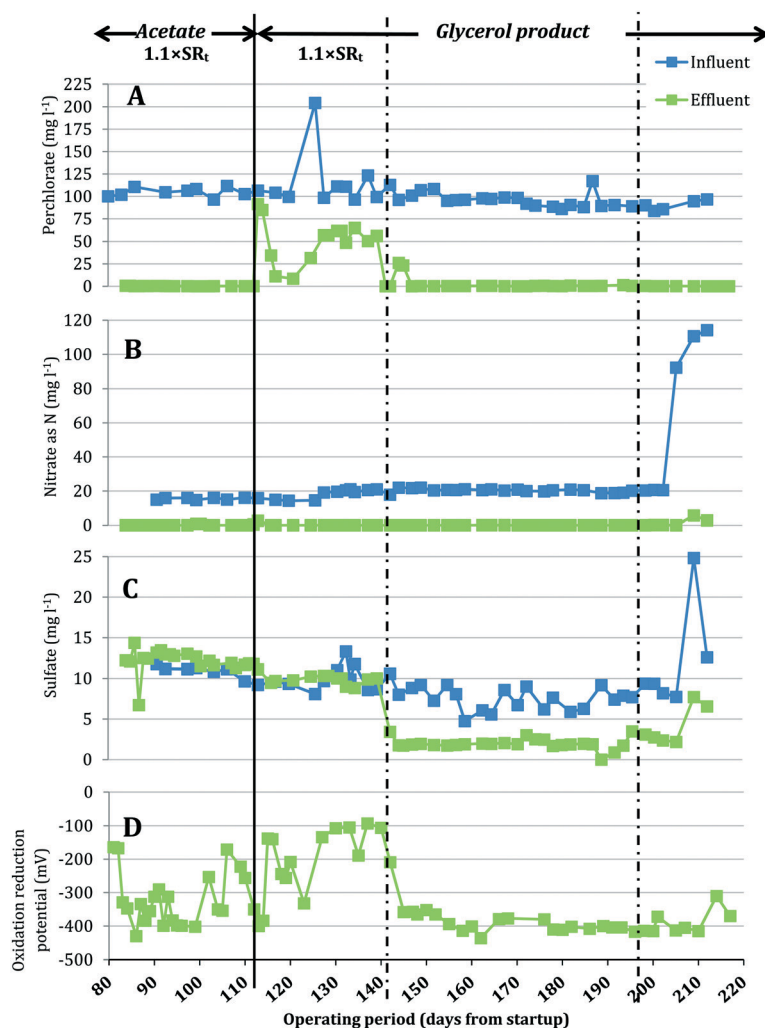 Acetate
Glycerol product
1.1×SRt
1.1×SRt
Influent
Effluent
A
Perchlorate (mg l-1)
225
200
175
150
125
100
75
50
25
0
B
Nitrate as N (mg l-1)
120
100
80
60
40
20
0
C
Sulfate (mg l-1)
25
20
15
10
5
0
D
Oxidation reduction
potential (mV)
0
-100
-200
-300
-400
-500
80 90 100 110 120 130 140 150 160 170 180 190 200 210 220
Operating period (days from startup)